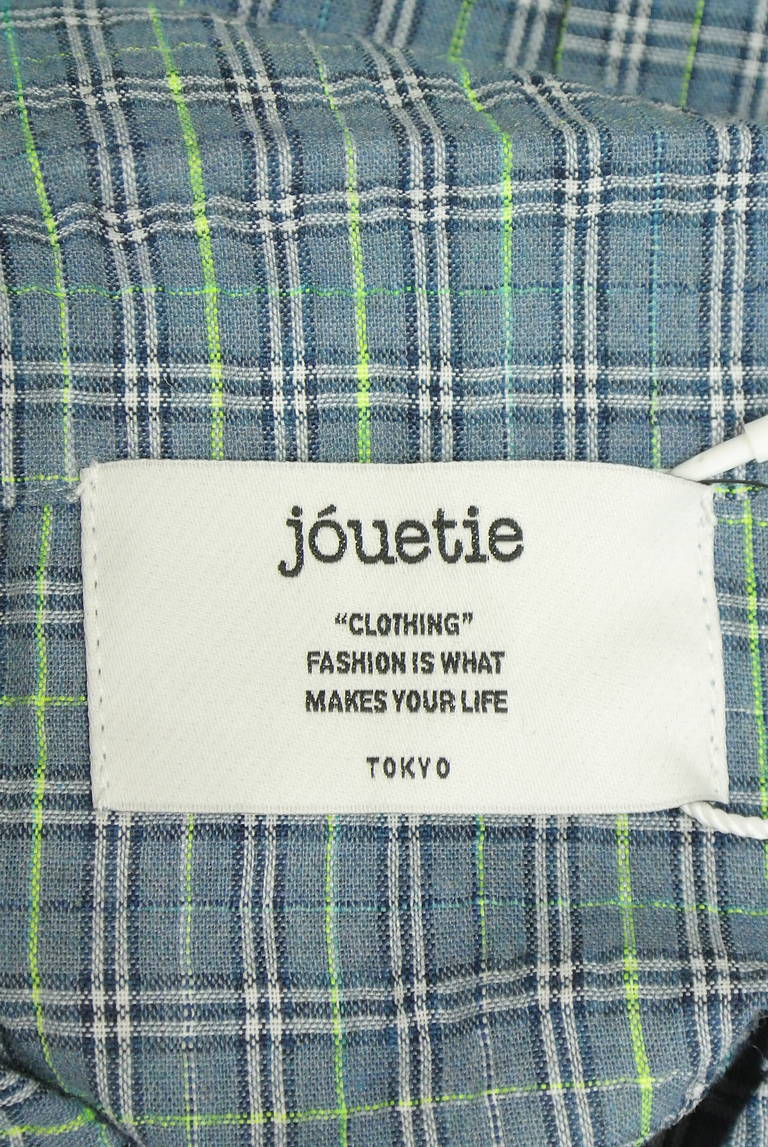 jóuetie
“CLOTHING”
FASHION IS WHAT
MAKES YOUR LIFE
TOKYO